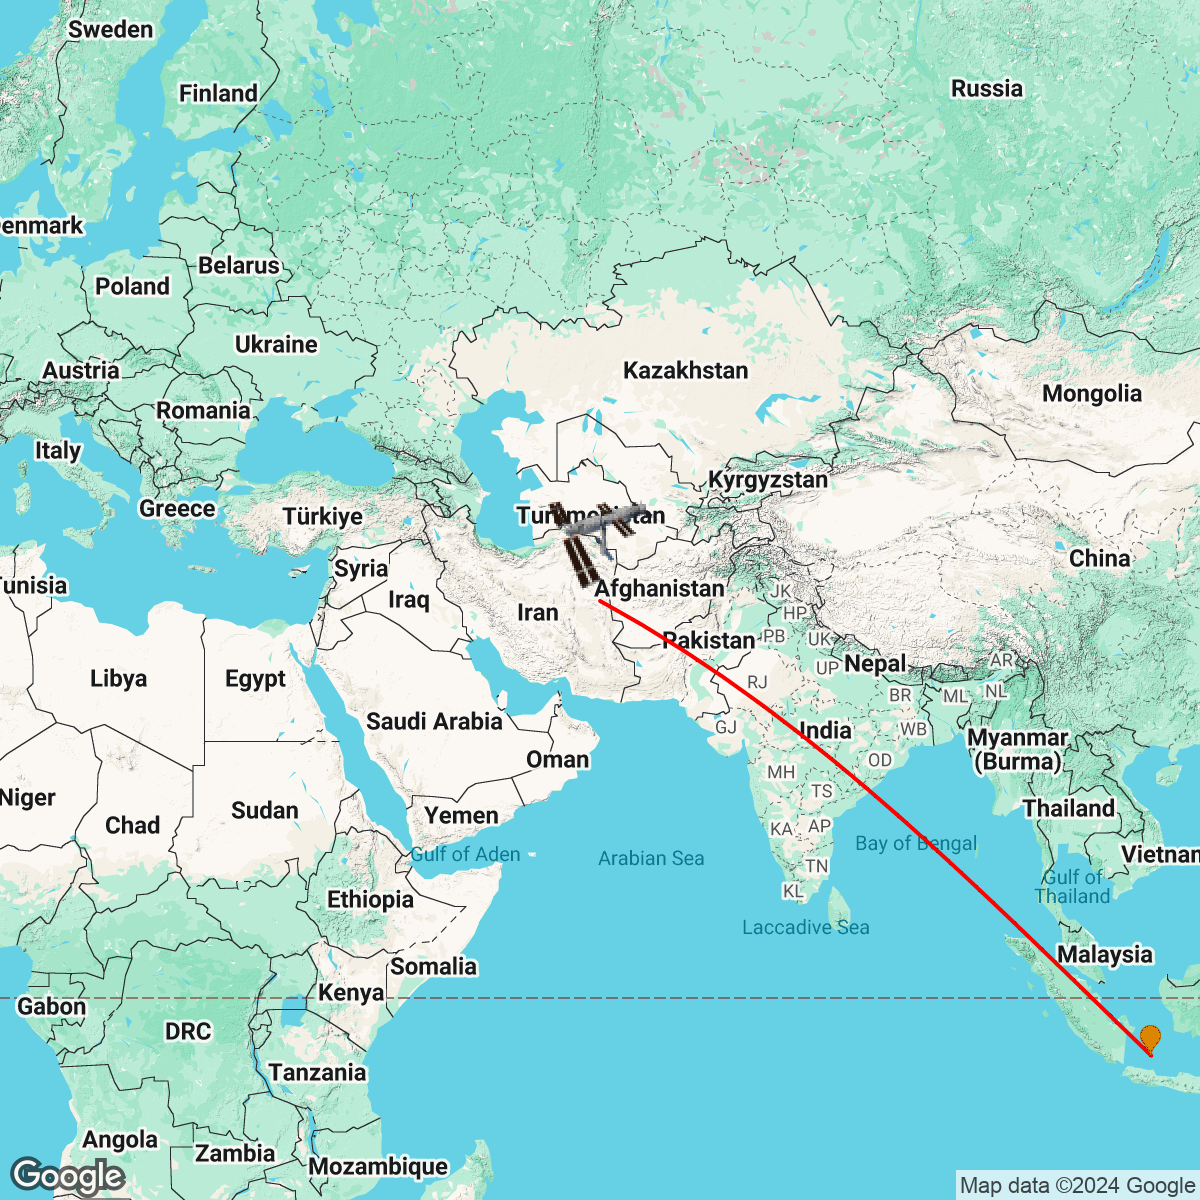 Sweden
Finland
Russia
enmark
Belarus
Poland
Ukraine
Kazakhstan
Austria
Mongolia
Romania
Italy
Kyrgyzstan
Greece
Türkiye
China
Syria
Tunisia
Iraq
Afghanistan
JK
HP
Iran
PB
UK
Pakistan
Nepal
AR
UP
Libya
Egypt
RJ
BR
ML
NL
Saudi Arabia
GJ
India
WB
Myanmar
(Burma)
Oman
OD
MH
TS
Niger
Sudan
Yemen
Thailand
Chad
KA
AP
Bay of Bengal
Gulf of Aden
Arabian Sea
Vietnam
TN
Gulf of
Thailand
KL
Ethiopia
Laccadive Sea
Malaysia
Somalia
Kenya
Gabon
DRC
Tanzania
Angola
Zambia
Mozambique
Google
Map data ©2024 Google